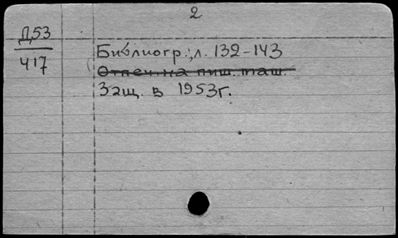 2
Д53
417
Библиогр.: л. 132-143
Отпеч. на пиш. маш.
Защ. в 1953г.